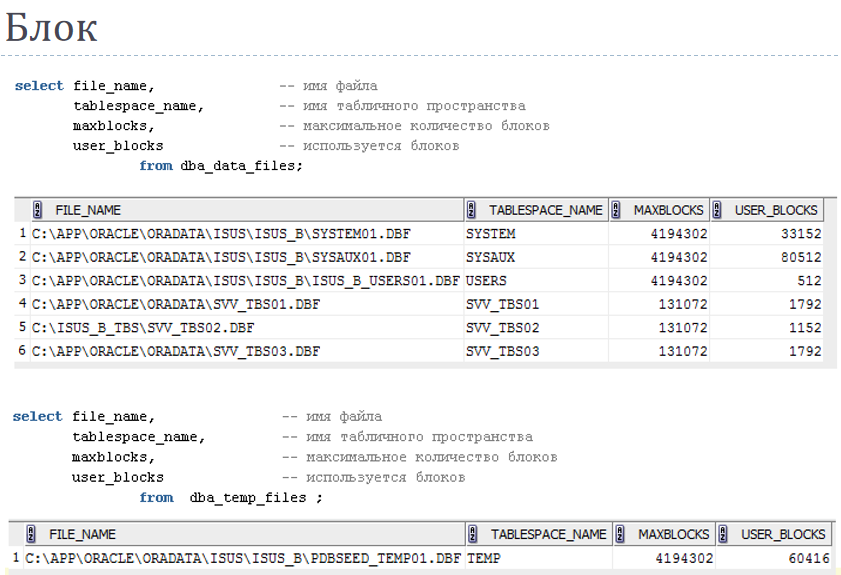 Блок
select file_name, -- имя файла
tablespace_name, -- имя табличного пространства
maxblocks, -- максимальное количество блоков
user_blocks -- используется блоков
from dba_data_files;
FILE_NAME TABLESPACE_NAME MAXBLOCKS USER_BLOCKS
1 C:\APP\ORACLE\ORADATA\ISUS\ISUS_B\SYSTEM01.DBF SYSTEM 4194302 33152
2 C:\APP\ORACLE\ORADATA\ISUS\ISUS_B\SYSAUX01.DBF SYSAUX 4194302 80512
3 C:\APP\ORACLE\ORADATA\ISUS\ISUS_B\ISUS_B_USERS01.DBF USERS 4194302 512
4 C:\APP\ORACLE\ORADATA\SVV_TBS01.DBF SVV_TBS01 131072 1792
5 C:\ISUS_B_TBS\SVV_TBS02.DBF SVV_TBS02 131072 1152
6 C:\APP\ORACLE\ORADATA\SVV_TBS03.DBF SVV_TBS03 131072 1792
select file_name, -- имя файла
tablespace_name, -- имя табличного пространства
maxblocks, -- максимальное количество блоков
user_blocks -- используется блоков
from dba_temp_files ;
FILE_NAME TABLESPACE_NAME MAXBLOCKS USER_BLOCKS
1 C:\APP\ORACLE\ORADATA\ISUS\ISUS_B\PDBSEED_TEMP01.DBF TEMP 4194302 60416